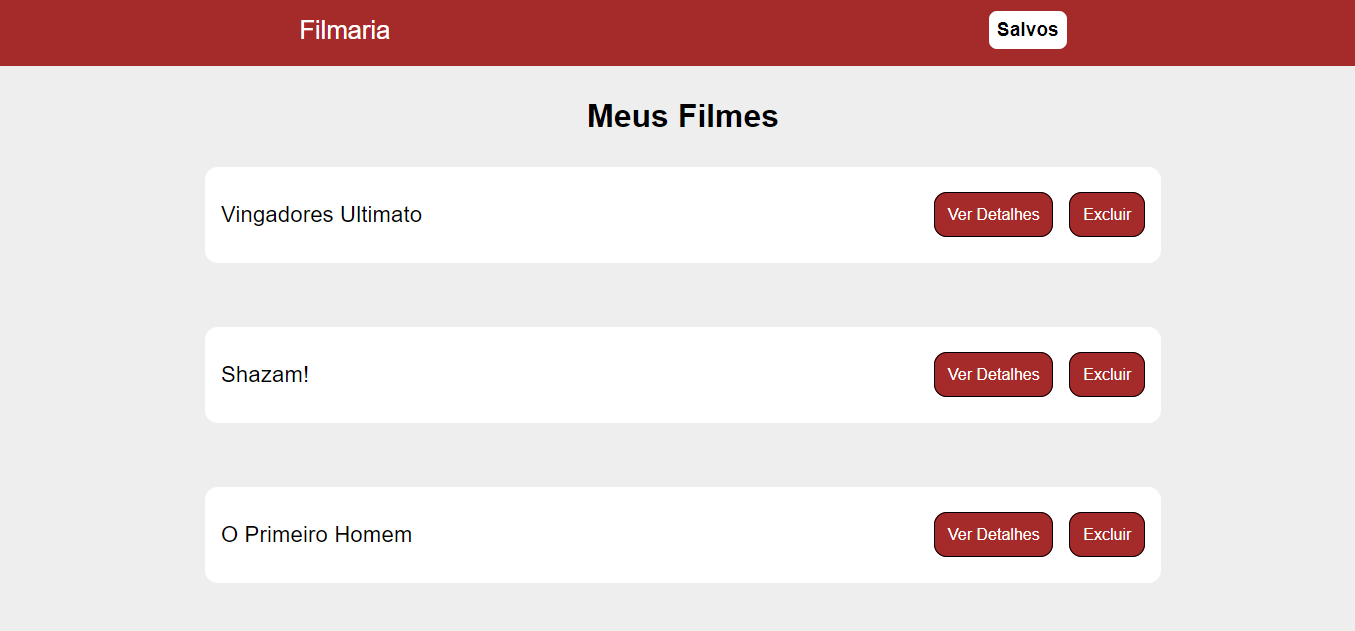 Filmaria
Salvos
Meus Filmes
Vingadores Ultimato
Ver Detalhes
Excluir
Shazam!
Ver Detalhes
Excluir
O Primeiro Homem
Ver Detalhes
Excluir